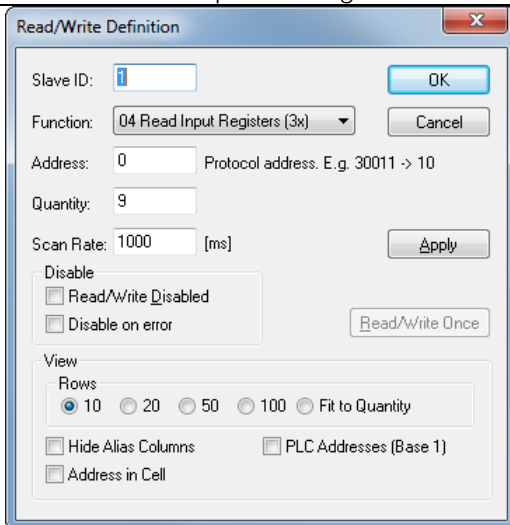 Read/Write Definition
Slave ID: 1
OK
Function: 04 Read Input Registers (3x)
Cancel
Address: 0 Protocol address. E.g. 30011 -> 10
Quantity: 9
Scan Rate: 1000 [ms]
Apply
Disable
Read/Write Disabled
Disable on error
Read/Write Once
View
Rows
10 20 50 100 Fit to Quantity
Hide Alias Columns PLC Addresses (Base 1)
Address in Cell